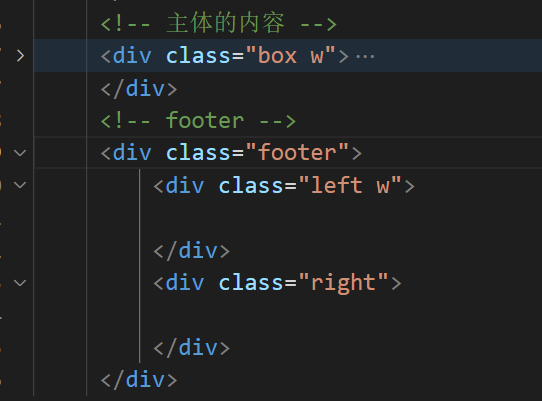 <!-- 主体的内容 -->
<div class="box w">⋯
</div>
<!-- footer -->
<div class="footer">
<div class="left w">
</div>
<div class="right">
</div>
</div>